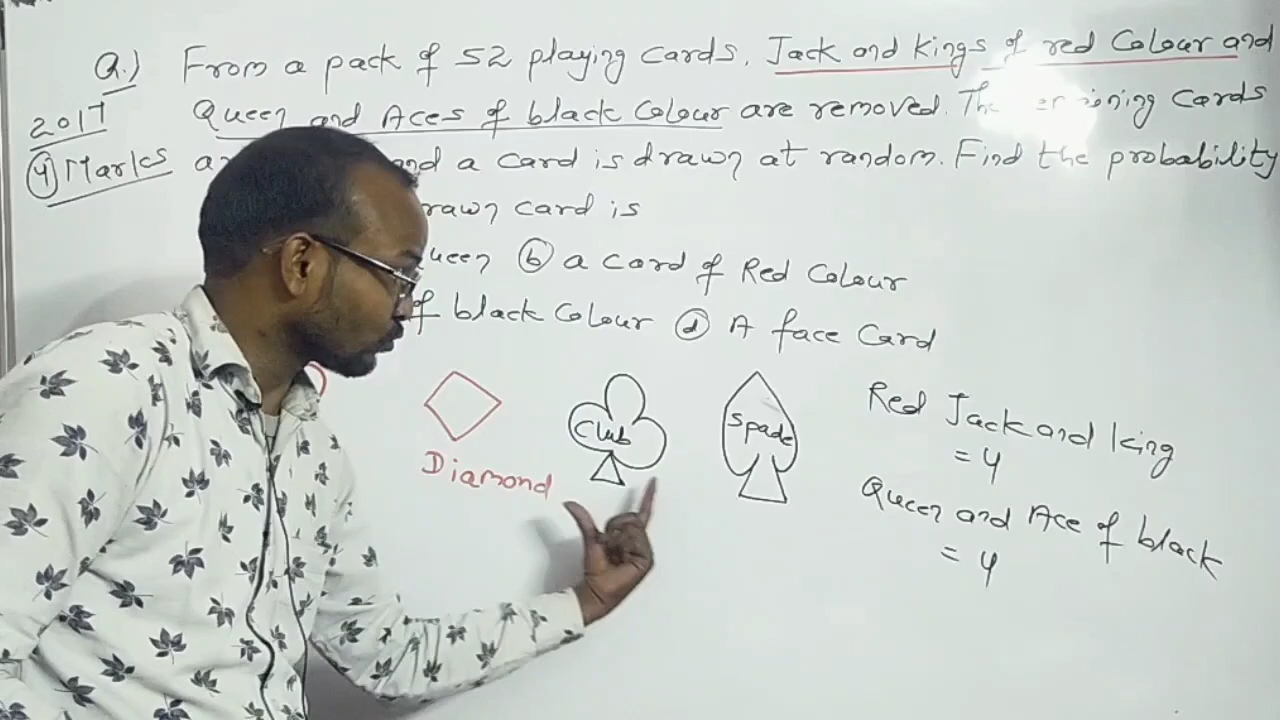 Q.) From a pack of 52 playing cards, Jack and kings of red Colour and
2017 Queen and Aces of black Colour are removed. The cards
4 Marks and a card is drawn at random. Find the probability
drawn card is
Queen (b) a card of Red Colour
of black Colour (d) A face Card
Diamond
Club
Spade
Red Jack and King
= 4
Queen and Ace of black
= 4